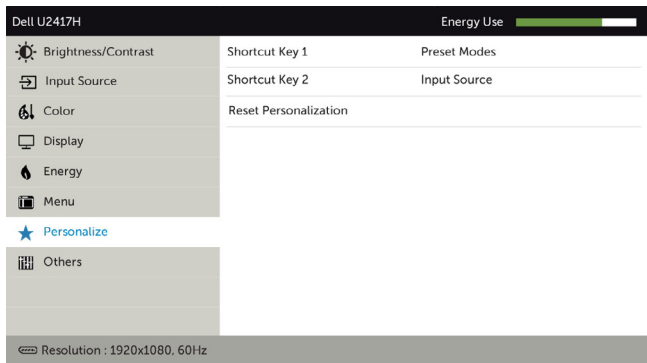 Dell U2417H Energy Use
Brightness/Contrast Shortcut Key 1 Preset Modes
Input Source Shortcut Key 2 Input Source
Color Reset Personalization
Display
Energy
Menu
Personalize
Others
Resolution : 1920x1080, 60Hz